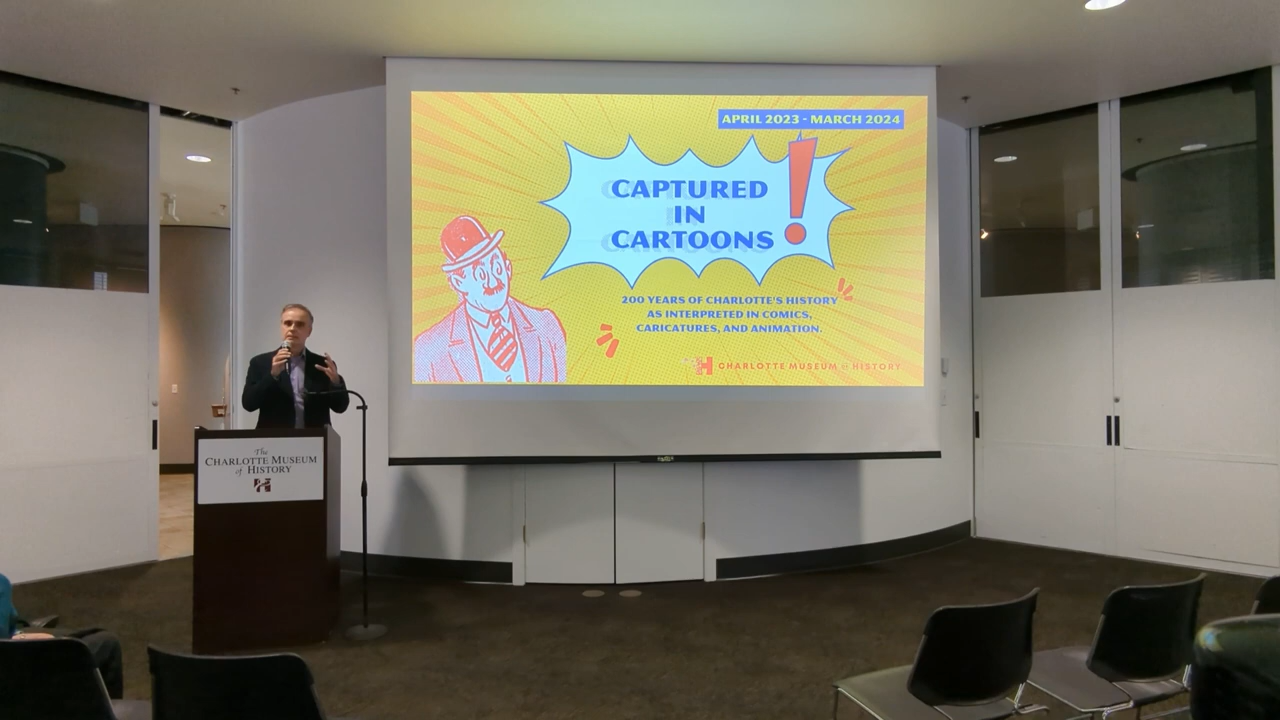 APRIL 2023 - MARCH 2024
CAPTURED
IN
CARTOONS!
200 YEARS OF CHARLOTTE'S HISTORY
AS INTERPRETED IN COMICS,
CARICATURES, AND ANIMATION.
CHARLOTTE MUSEUM OF HISTORY
The
CHARLOTTE MUSEUM
of HISTORY